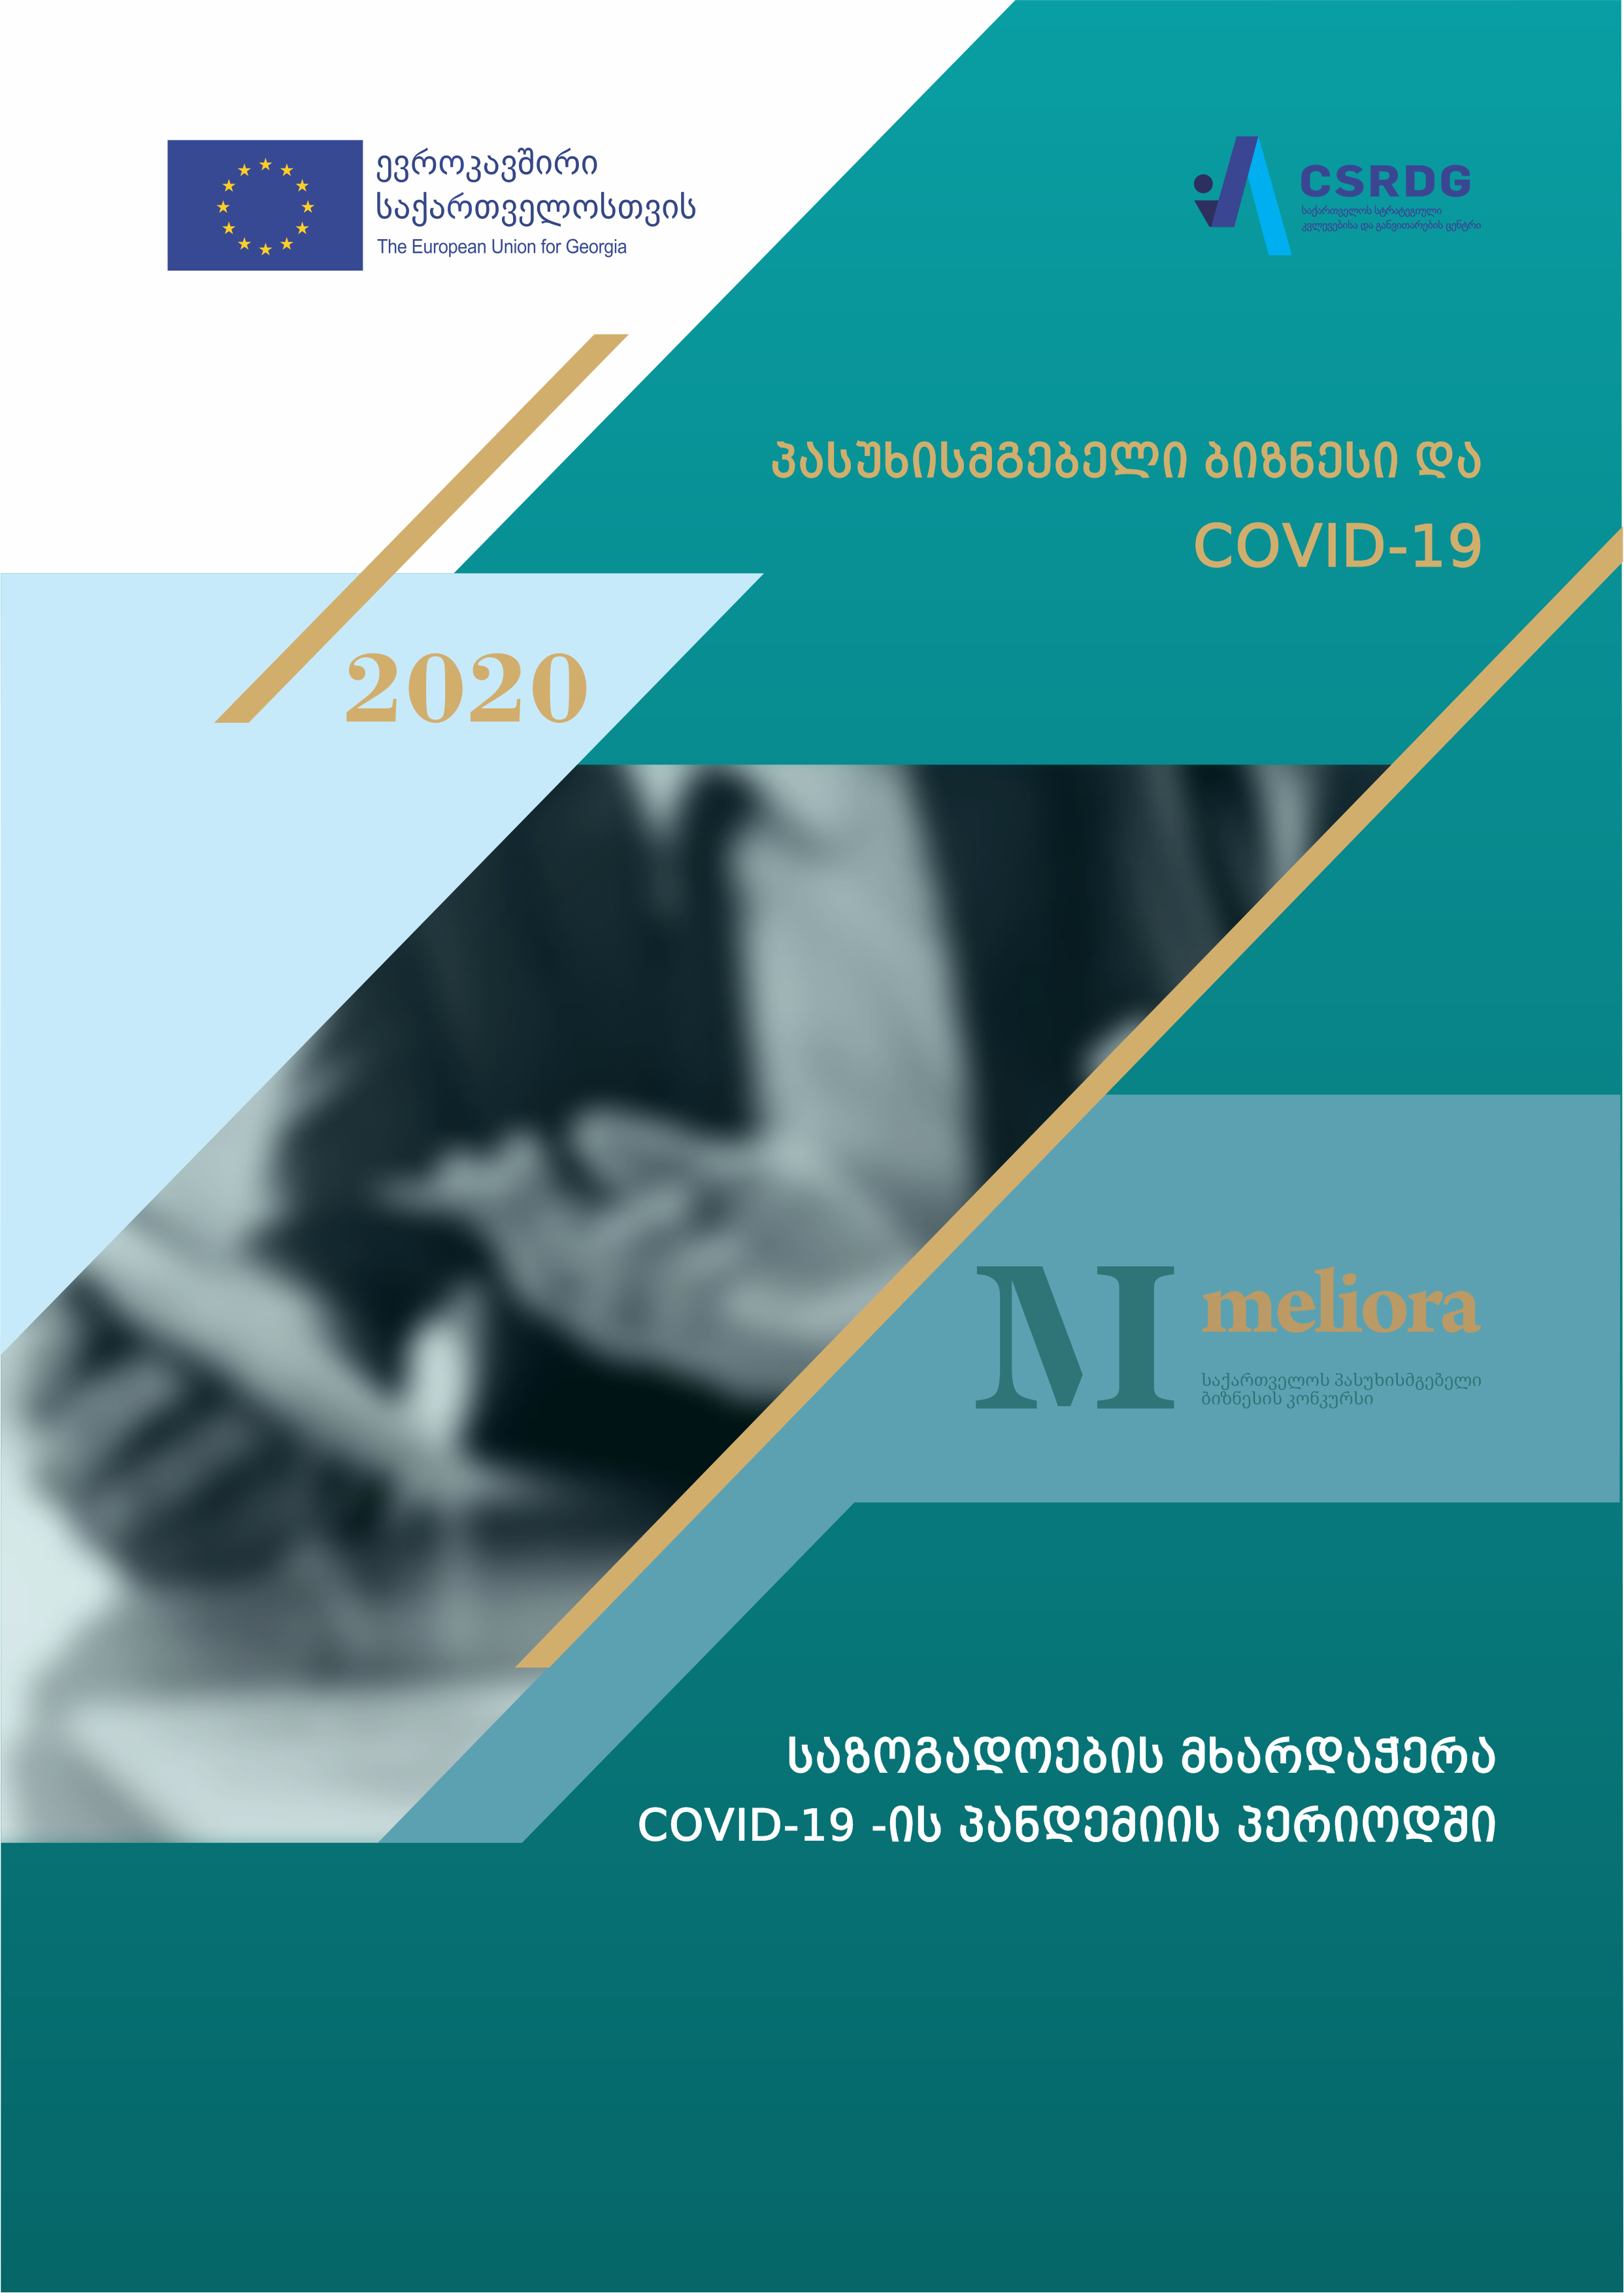 ევროკავშირი
საქართველოსთვის
The European Union for Georgia
CSRDG
საქართველოს სტრატეგიული
კვლევებისა და განვითარების ცენტრი
პასუხისმგებელი ბიზნესი და
COVID-19
2020
M
meliora
საქართველოს პასუხისმგებელი
ბიზნესის კონკურსი
საზოგადოების მხარდაჭერა
COVID-19 -ის პანდემიის პერიოდში